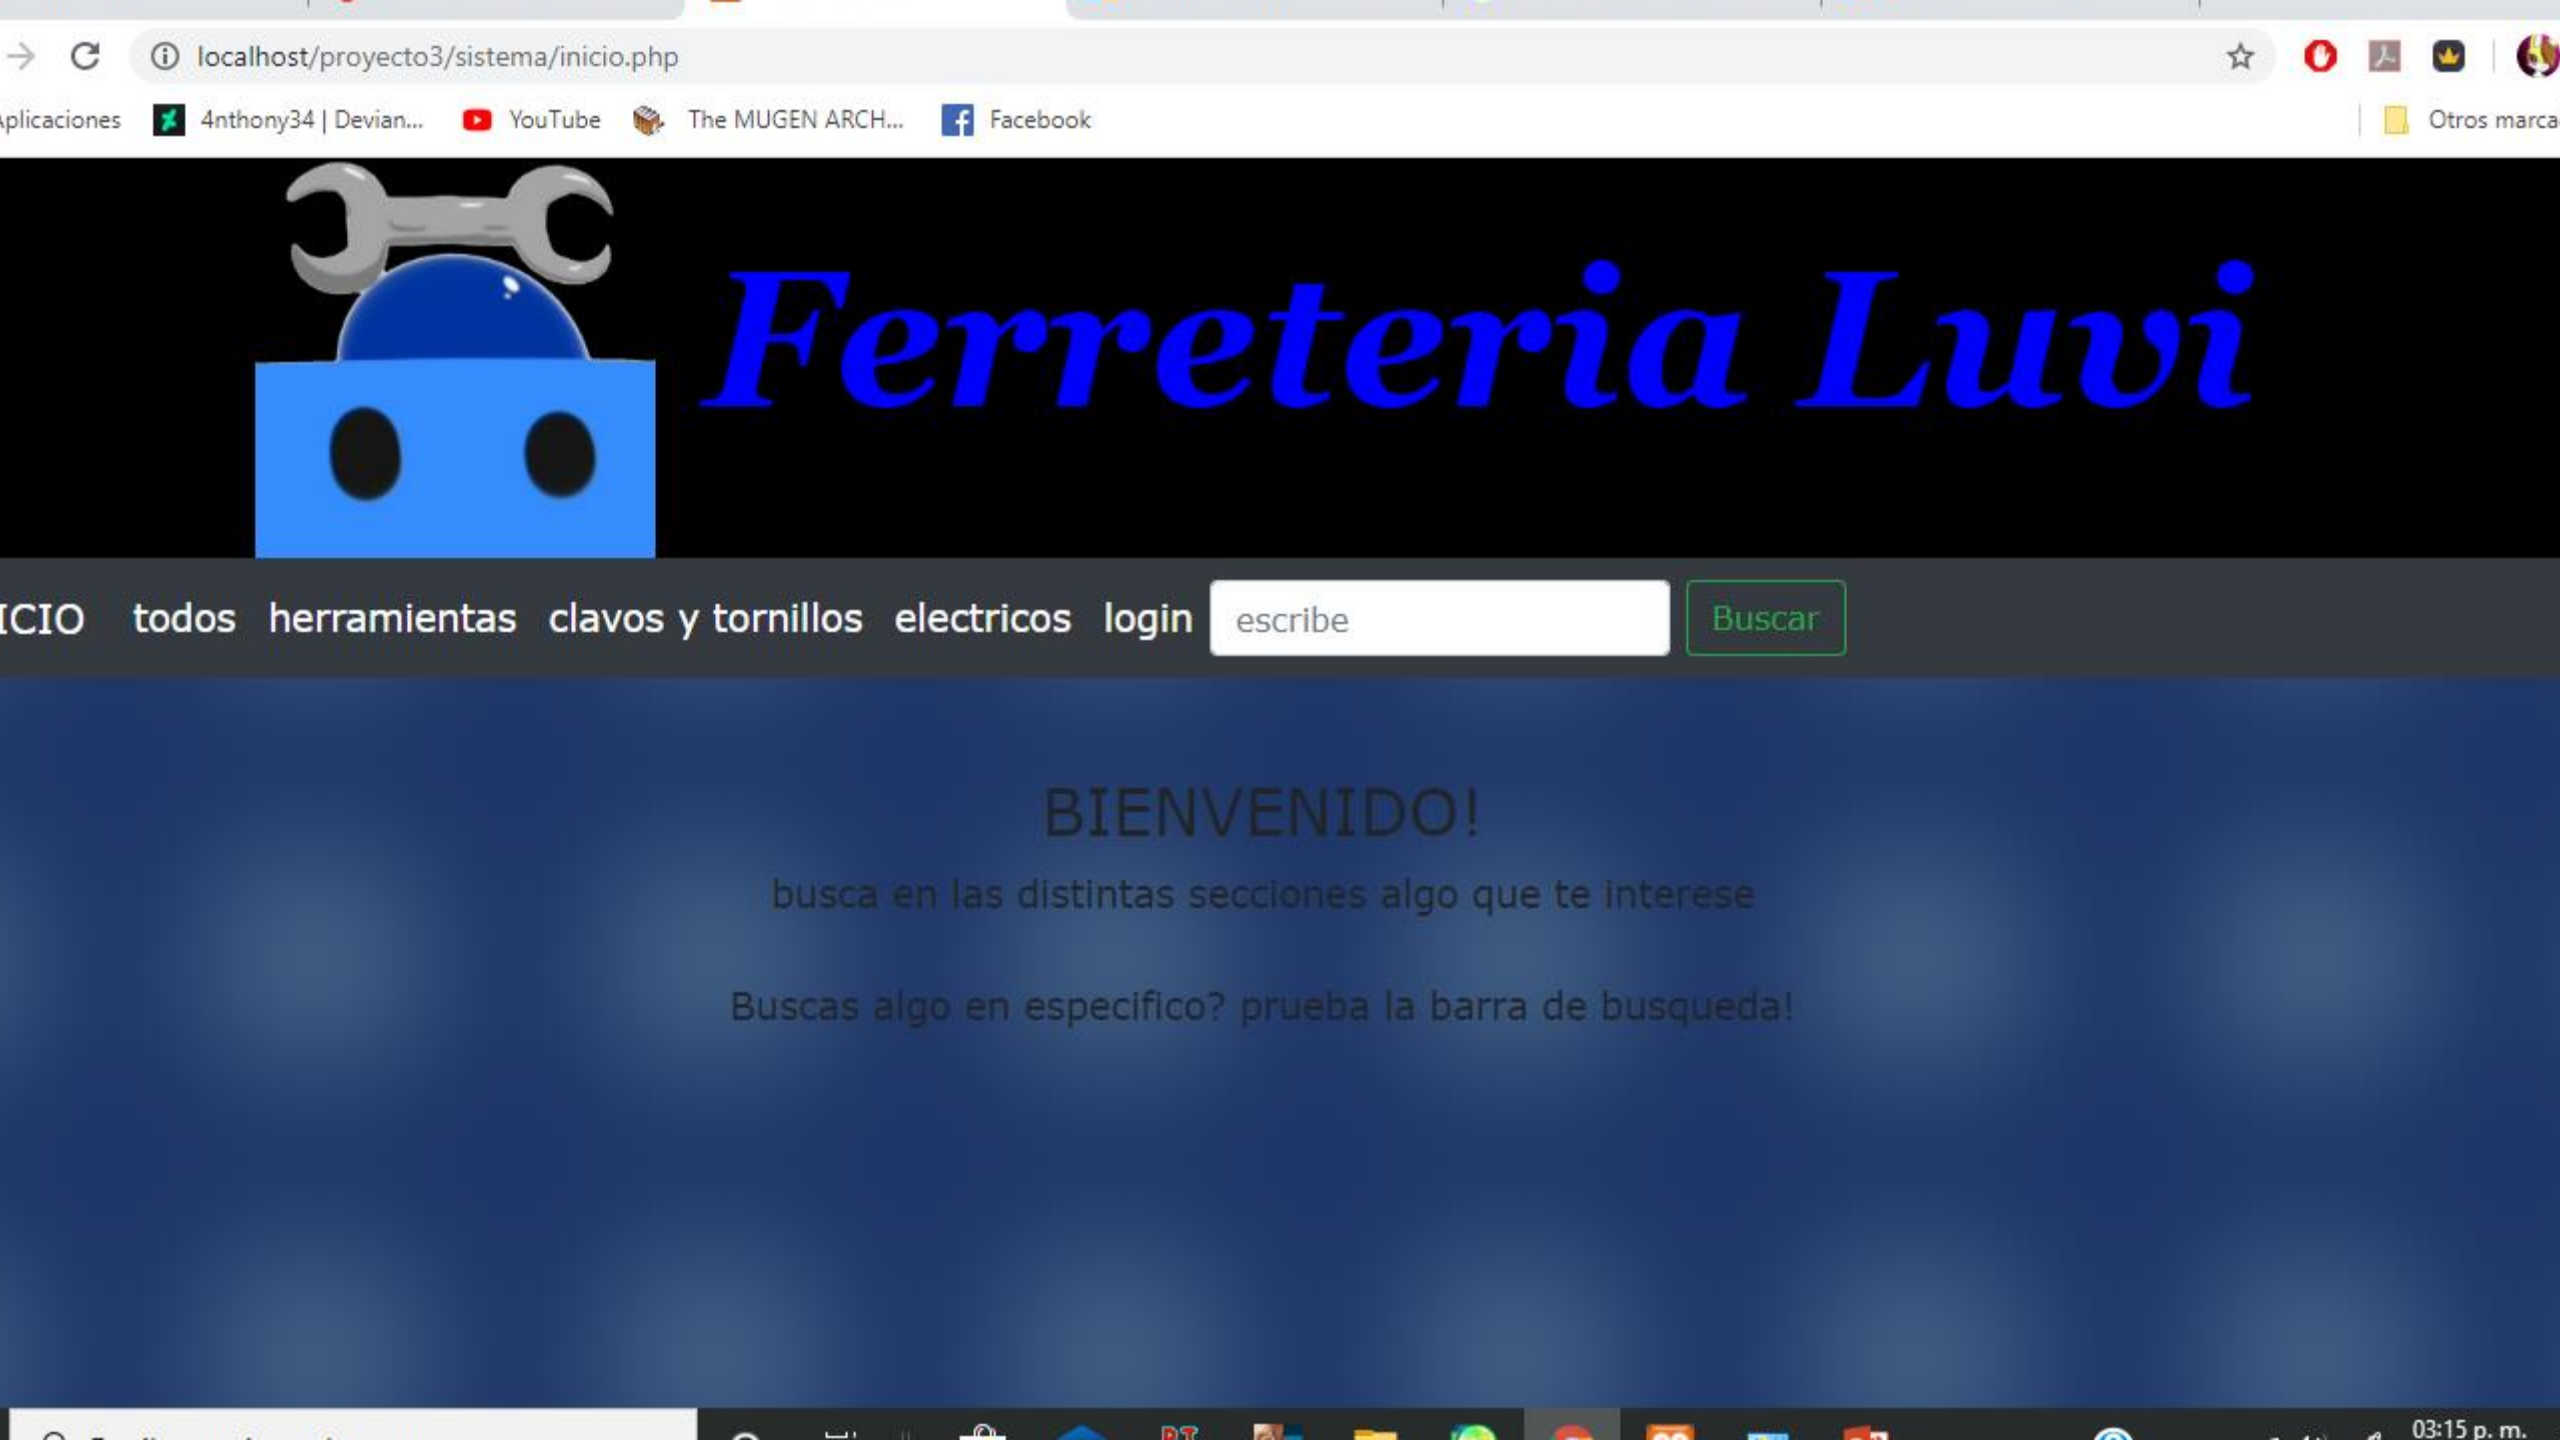 localhost/proyecto3/sistema/inicio.php
plicaciones 4nthony34 | Devian... YouTube The MUGEN ARCH... Facebook Otros marca
Ferreteria Luvi
ICIO todos herramientas clavos y tornillos electricos login escribe Buscar
BIENVENIDO!
busca en las distintas secciones algo que te interese
Buscas algo en especifico? prueba la barra de busqueda!
03:15 p. m.